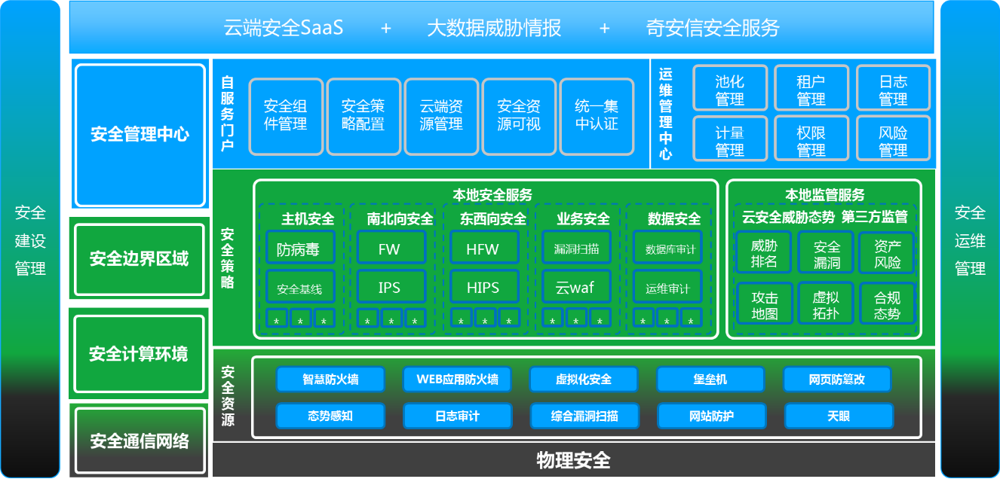 云端安全SaaS + 大数据威胁情报 + 奇安信安全服务
安全
建设
管理
安全管理中心
安全边界区域
安全计算环境
安全通信网络
自服务门户
安全组
件管理
安全策
略配置
云端资
源管理
安全资
源可视
统一集
中认证
运维管理中心
池化
管理
租户
管理
日志
管理
计量
管理
权限
管理
风险
管理
安全策略
本地安全服务
主机安全
防病毒
安全基线
* * *
南北向安全
FW
IPS
* * *
东西向安全
HFW
HIPS
* * *
业务安全
漏洞扫描
云waf
* * *
数据安全
数据库审计
运维审计
* * *
本地监管服务
云安全威胁态势 第三方监管
威胁
排名
安全
漏洞
资产
风险
攻击
地图
虚拟
拓扑
合规
态势
安全资源
智慧防火墙
WEB应用防火墙
虚拟化安全
堡垒机
网页防篡改
态势感知
日志审计
综合漏洞扫描
网站防护
天眼
物理安全
安全
运维
管理